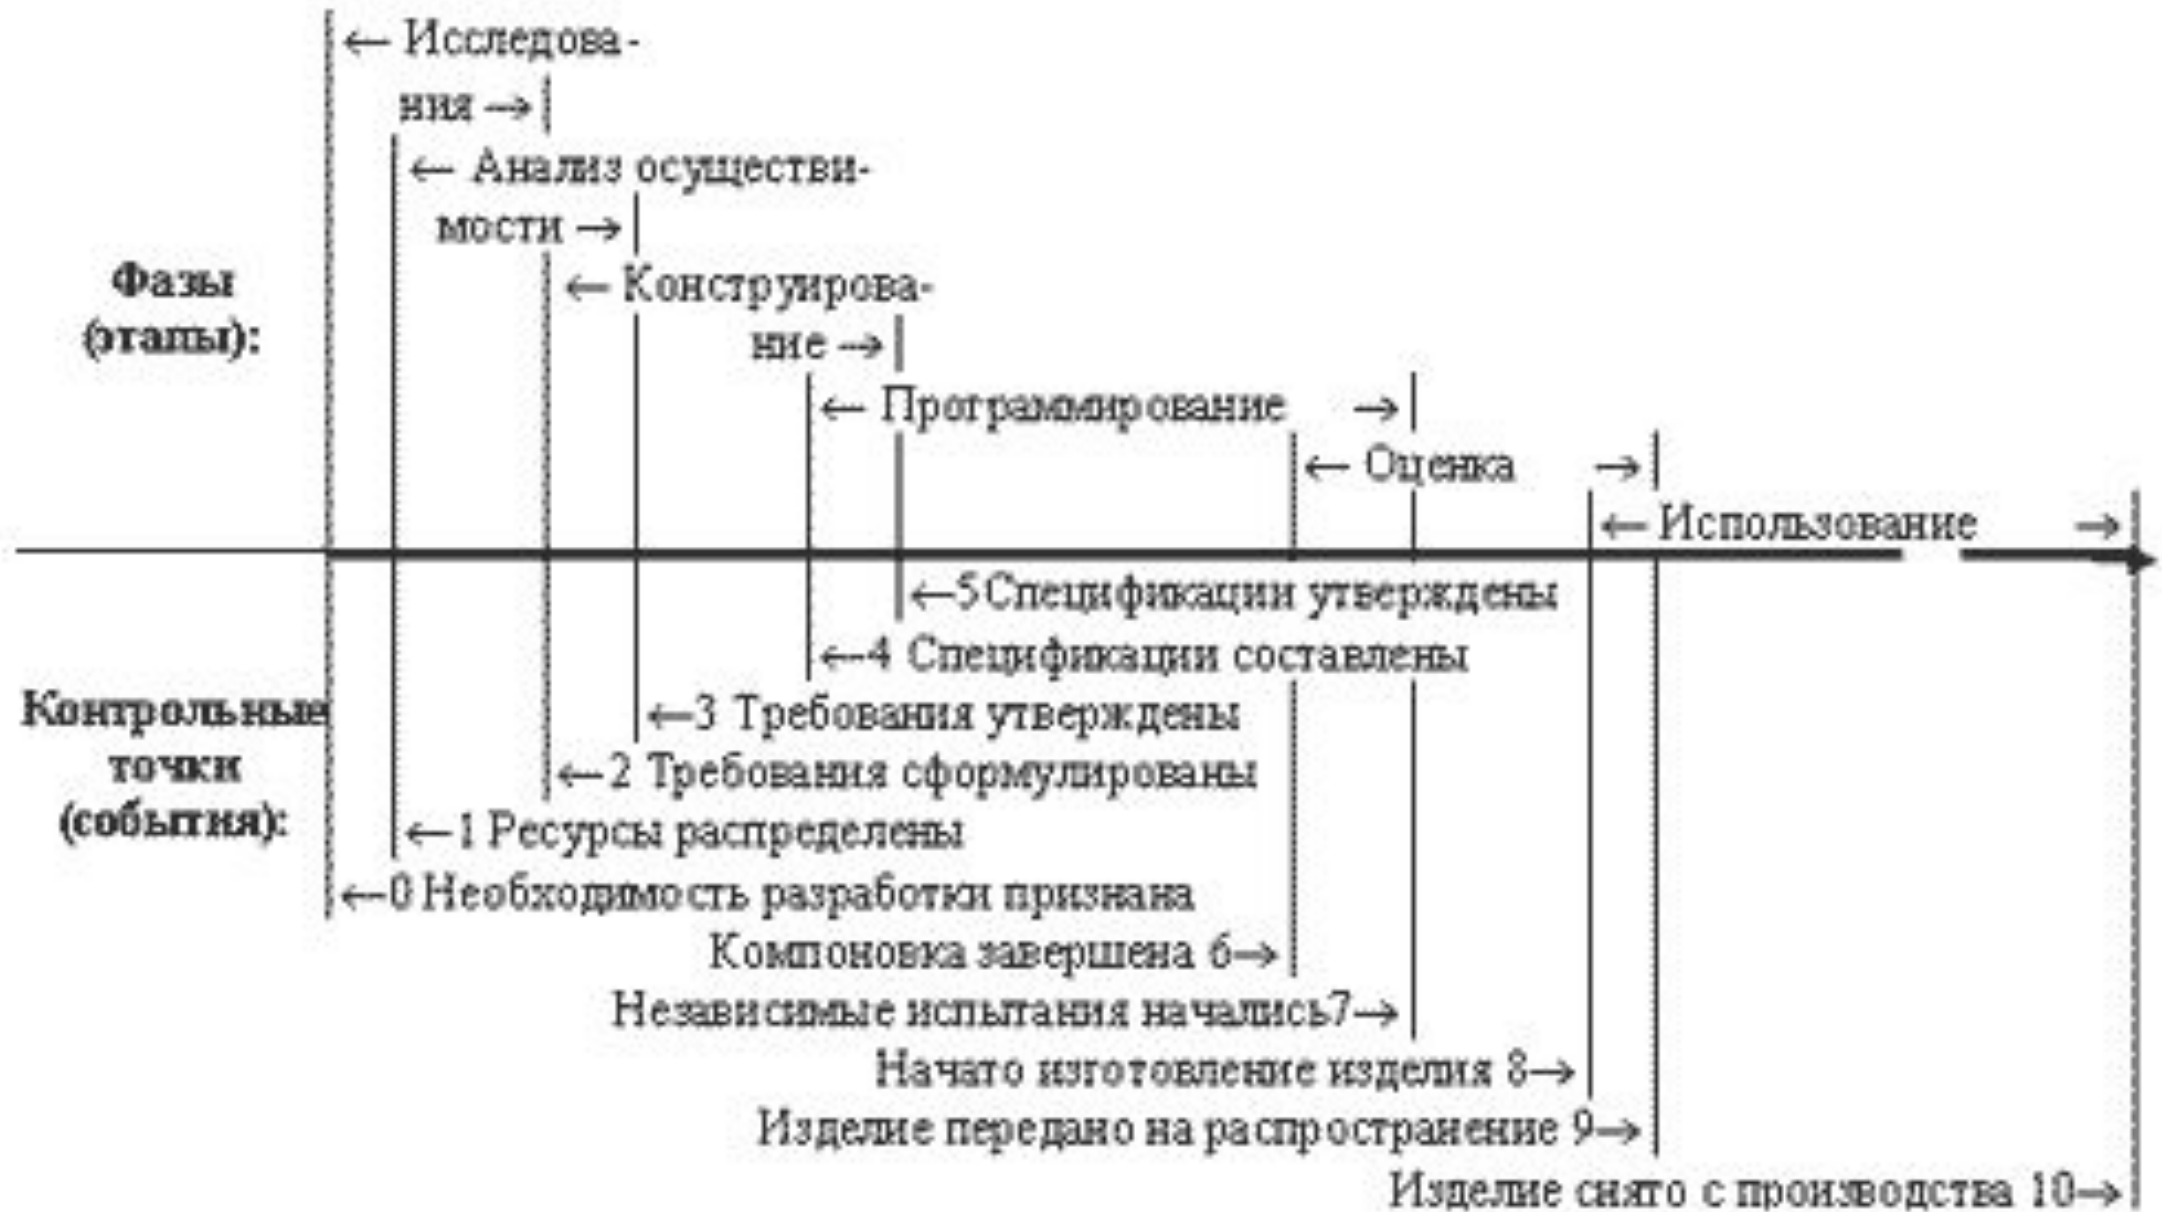 ← Исследова-
ния →
← Анализ осуществи-
мости →
← Конструирова-
ние →
← Программирование →
← Оценка →
← Использование →
Фазы
(этапы):
←5 Спецификации утверждены
←4 Спецификации составлены
←3 Требования утверждены
←2 Требования сформулированы
←1 Ресурсы распределены
←0 Необходимость разработки признана
Контрольные
точки
(события):
Компоновка завершена 6→
Независимые испытания начались7→
Начато изготовление изделия 8→
Изделие передано на распространение 9→
Изделие снято с производства 10→